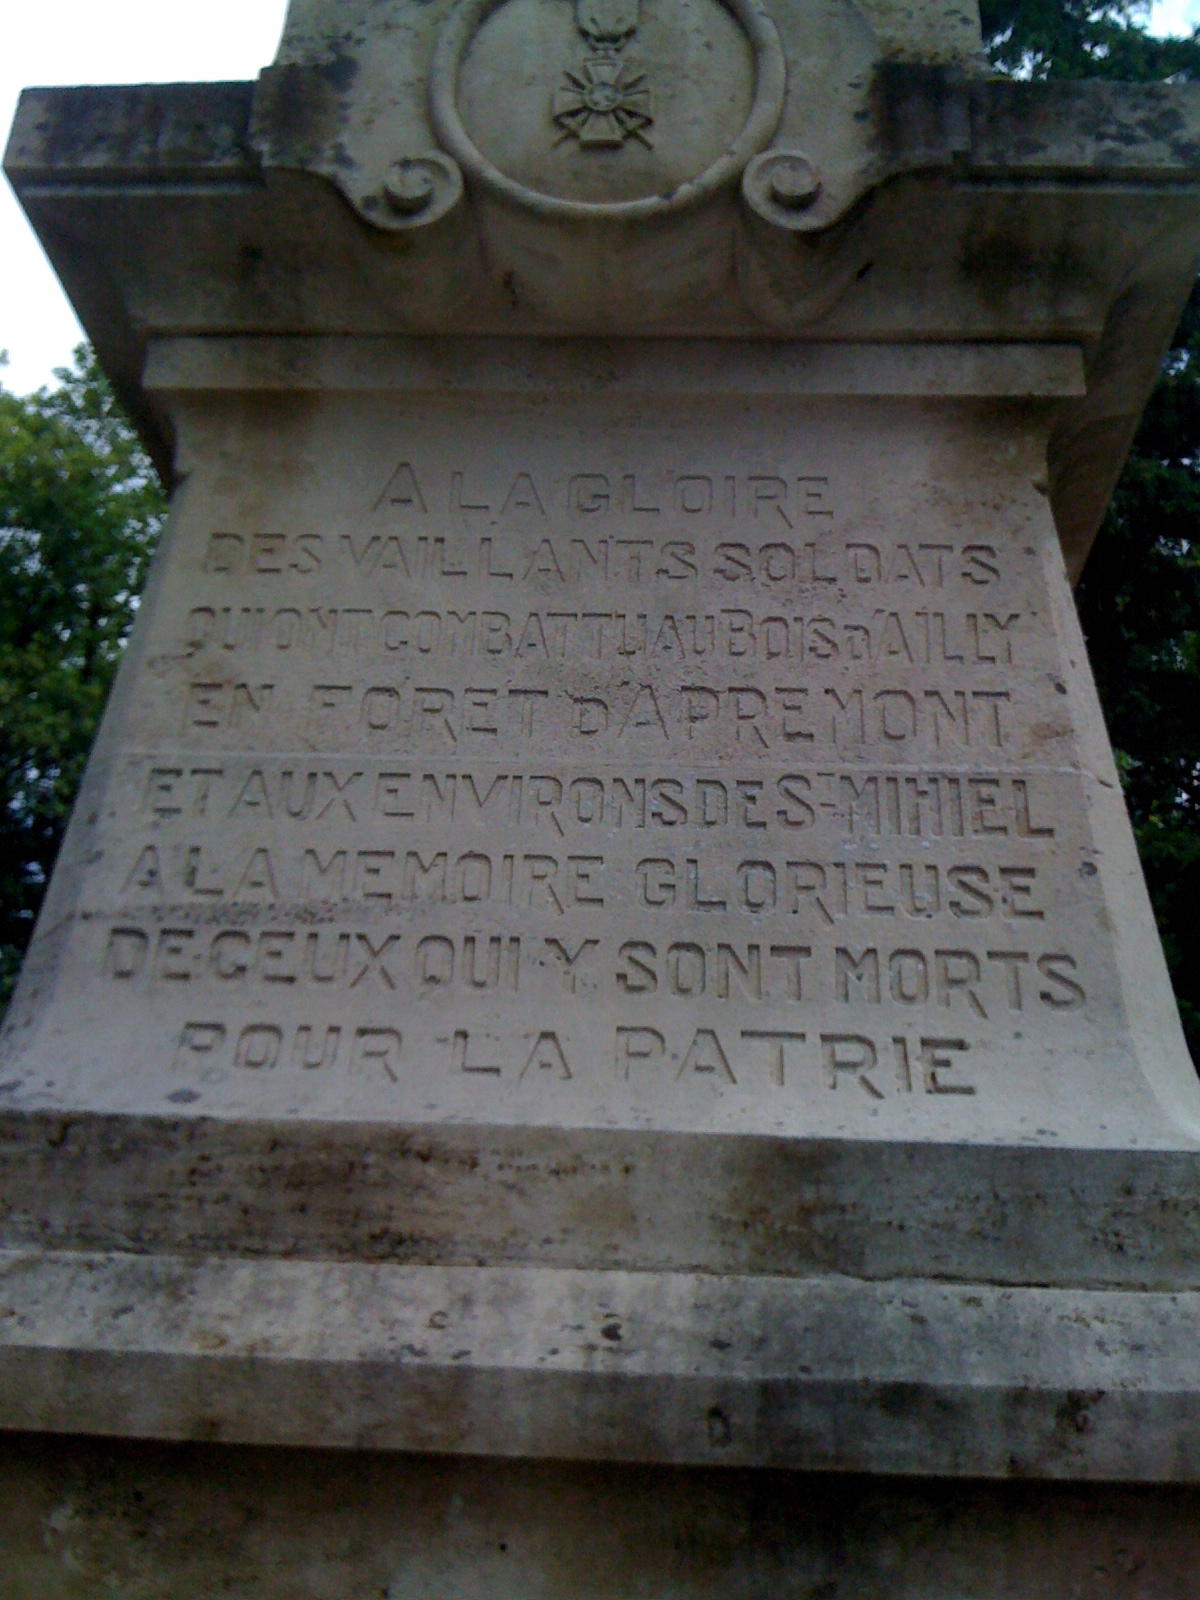 A LA GLOIRE
DES VAILLANTS SOLDATS
QUI ONT COMBATTU AU BOIS D'AILLY
EN FORET D'APREMONT
ET AUX ENVIRONS DE ST-MIHIEL
A LA MEMOIRE GLORIEUSE
DE CEUX QUI Y SONT MORTS
POUR LA PATRIE